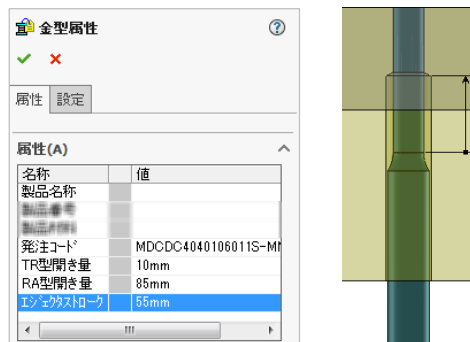 金型属性
属性 設定
属性(A)
名称 値
製品名称
発注コード MDCDC4040106011S-MN
TR型開き量 10mm
RA型開き量 85mm
エジェクタストローク 55mm